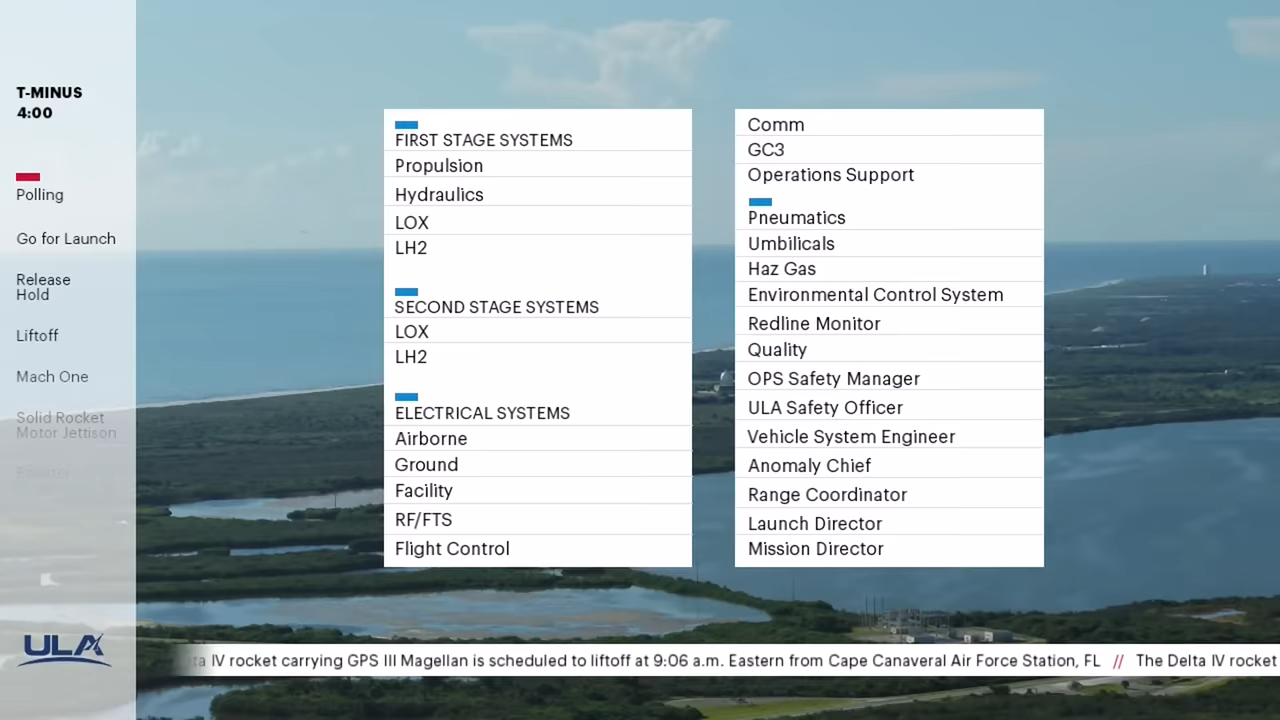 T-MINUS
4:00
Polling
Go for Launch
Release
Hold
Liftoff
Mach One
Solid Rocket
Motor Jettison
ULA
FIRST STAGE SYSTEMS
Propulsion
Hydraulics
LOX
LH2
SECOND STAGE SYSTEMS
LOX
LH2
ELECTRICAL SYSTEMS
Airborne
Ground
Facility
RF/FTS
Flight Control
Comm
GC3
Operations Support
Pneumatics
Umbilicals
Haz Gas
Environmental Control System
Redline Monitor
Quality
OPS Safety Manager
ULA Safety Officer
Vehicle System Engineer
Anomaly Chief
Range Coordinator
Launch Director
Mission Director
ta IV rocket carrying GPS III Magellan is scheduled to liftoff at 9:06 a.m. Eastern from Cape Canaveral Air Force Station, FL // The Delta IV rocket